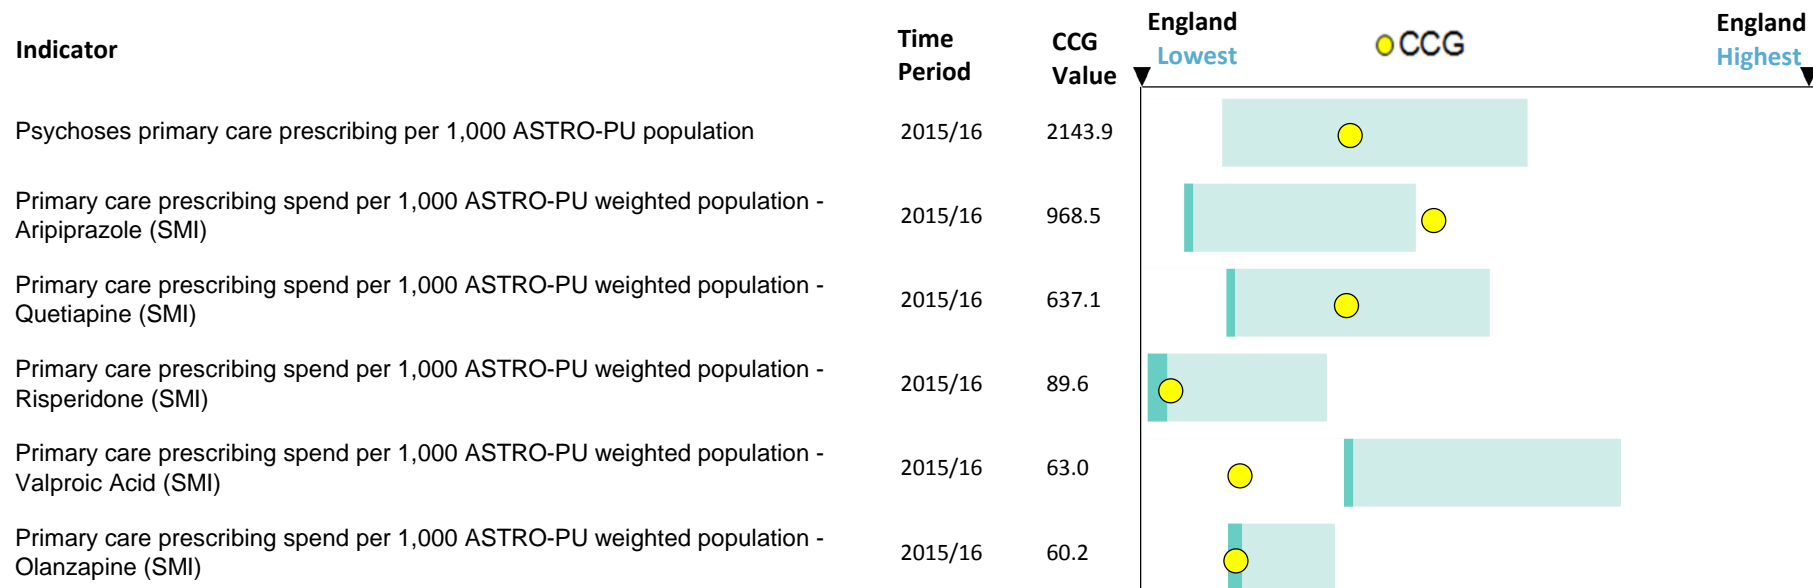 Indicator
Time
Period
CCG
Value
England
Lowest
CCG
England
Highest
Psychoses primary care prescribing per 1,000 ASTRO-PU population
2015/16
2143.9
Primary care prescribing spend per 1,000 ASTRO-PU weighted population -
Aripiprazole (SMI)
2015/16
968.5
Primary care prescribing spend per 1,000 ASTRO-PU weighted population -
Quetiapine (SMI)
2015/16
637.1
Primary care prescribing spend per 1,000 ASTRO-PU weighted population -
Risperidone (SMI)
2015/16
89.6
Primary care prescribing spend per 1,000 ASTRO-PU weighted population -
Valproic Acid (SMI)
2015/16
63.0
Primary care prescribing spend per 1,000 ASTRO-PU weighted population -
Olanzapine (SMI)
2015/16
60.2